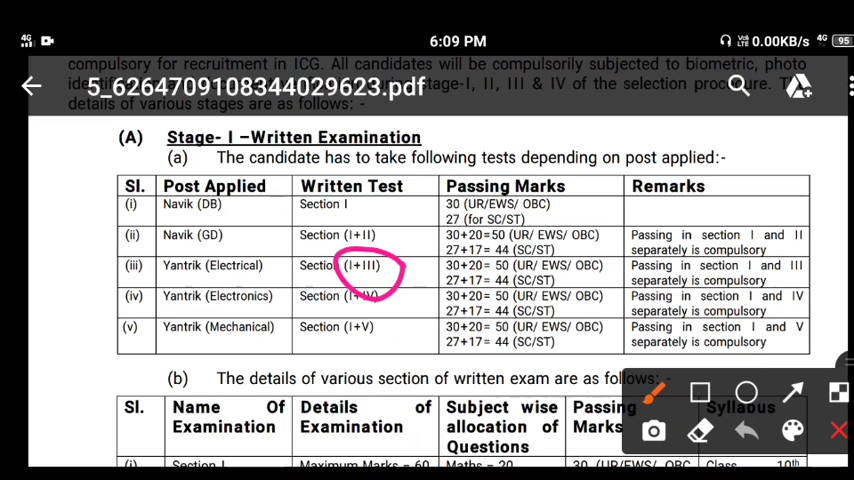 4G 6:09 PM VoI LTE 0.00KB/s 4G 95
compulsory for recruitment in ICG. All candidates will be compulsorily subjected to biometric, photo
5_6264709108844029623.pdf
during stage-I, II, III & IV of the selection procedure.
details of various stages are as follows: -
(A) Stage- I –Written Examination
(a) The candidate has to take following tests depending on post applied:-
Sl. Post Applied Written Test Passing Marks Remarks
(i) Navik (DB) Section I 30 (UR/EWS/ OBC)
27 (for SC/ST)
(ii) Navik (GD) Section (I+II) 30+20=50 (UR/ EWS/ OBC) Passing in section I and II
27+17= 44 (SC/ST) separately is compulsory
(iii) Yantrik (Electrical) Section (I+III) 30+20= 50 (UR/ EWS/ OBC) Passing in section I and III
27+17= 44 (SC/ST) separately is compulsory
(iv) Yantrik (Electronics) Section (I+IV) 30+20= 50 (UR/ EWS/ OBC) Passing in section I and IV
27+17= 44 (SC/ST) separately is compulsory
(v) Yantrik (Mechanical) Section (I+V) 30+20= 50 (UR/ EWS/ OBC) Passing in section I and V
27+17= 44 (SC/ST) separately is compulsory
(b) The details of various section of written exam are as follows: -
Sl. Name Of Details of Subject wise Passing Syllabus
Examination Examination allocation of Marks
Questions
(i) Section I Maximum Marks = 60 Maths = 20 30 (UR/EWS/ OBC Class 10th